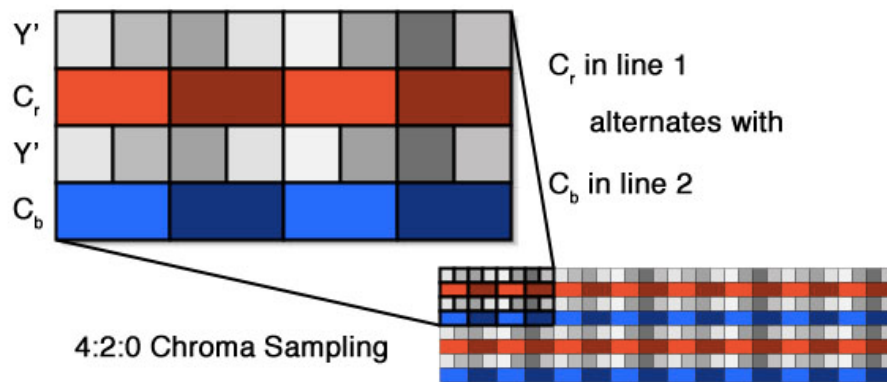 Y’
Cr
Y’
Cb
Cr in line 1
alternates with
Cb in line 2
4:2:0 Chroma Sampling